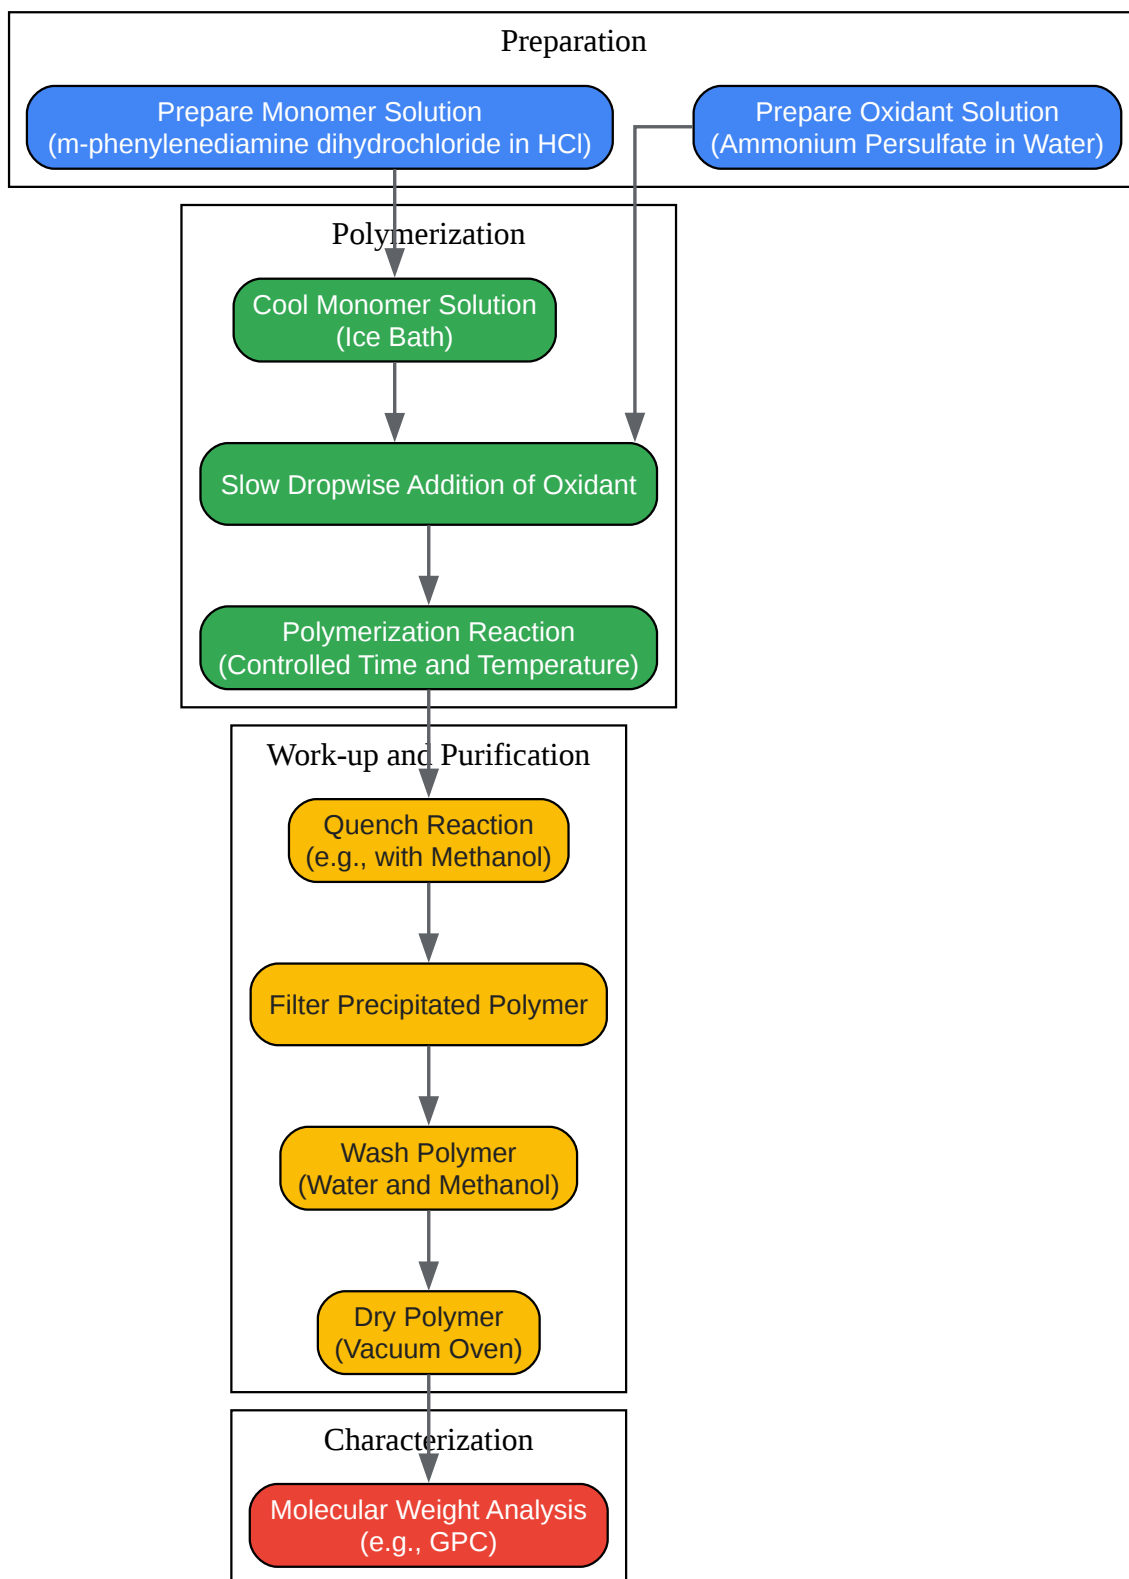 Preparation
Prepare Monomer Solution
(m-phenylenediamine dihydrochloride in HCl)
Prepare Oxidant Solution
(Ammonium Persulfate in Water)
Polymerization
Cool Monomer Solution
(Ice Bath)
Slow Dropwise Addition of Oxidant
Polymerization Reaction
(Controlled Time and Temperature)
Work-up and Purification
Quench Reaction
(e.g., with Methanol)
Filter Precipitated Polymer
Wash Polymer
(Water and Methanol)
Dry Polymer
(Vacuum Oven)
Characterization
Molecular Weight Analysis
(e.g., GPC)